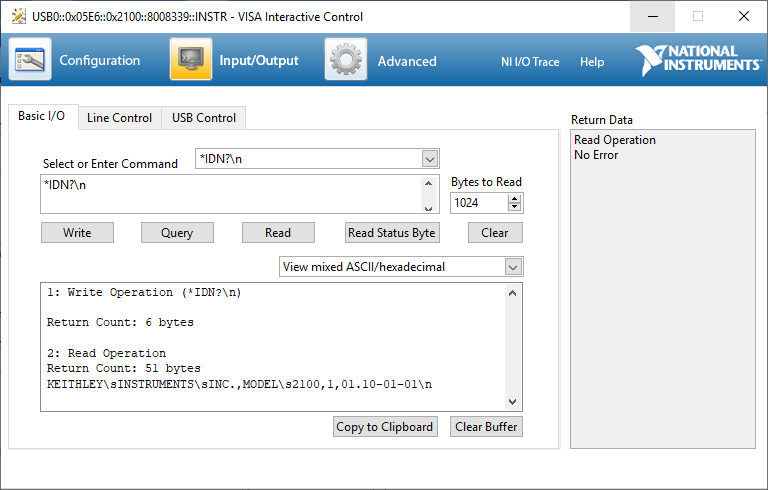 USB0::0x05E6::0x2100::8008339::INSTR - VISA Interactive Control
Configuration
Input/Output
Advanced
NI I/O Trace
Help
NATIONAL
INSTRUMENTS
Basic I/O
Line Control
USB Control
Return Data
Select or Enter Command
*IDN?\n
*IDN?\n
Bytes to Read
1024
Write
Query
Read
Read Status Byte
Clear
View mixed ASCII/hexadecimal
1: Write Operation (*IDN?\n)
Return Count: 6 bytes
2: Read Operation
Return Count: 51 bytes
KEITHLEY\sINSTRUMENTS\sINC.,MODEL\s2100,1,01.10-01-01\n
Copy to Clipboard
Clear Buffer
Read Operation
No Error